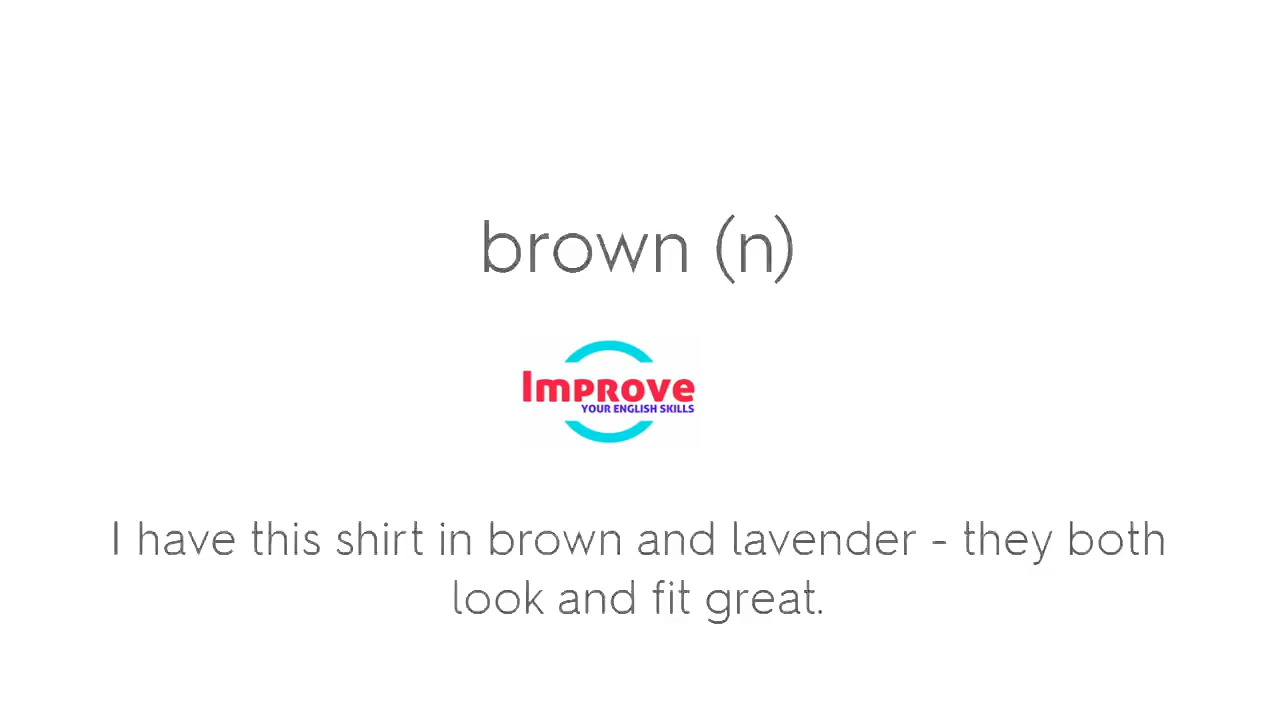 brown (n)
Improve
YOUR ENGLISH SKILLS
I have this shirt in brown and lavender - they both
look and fit great.